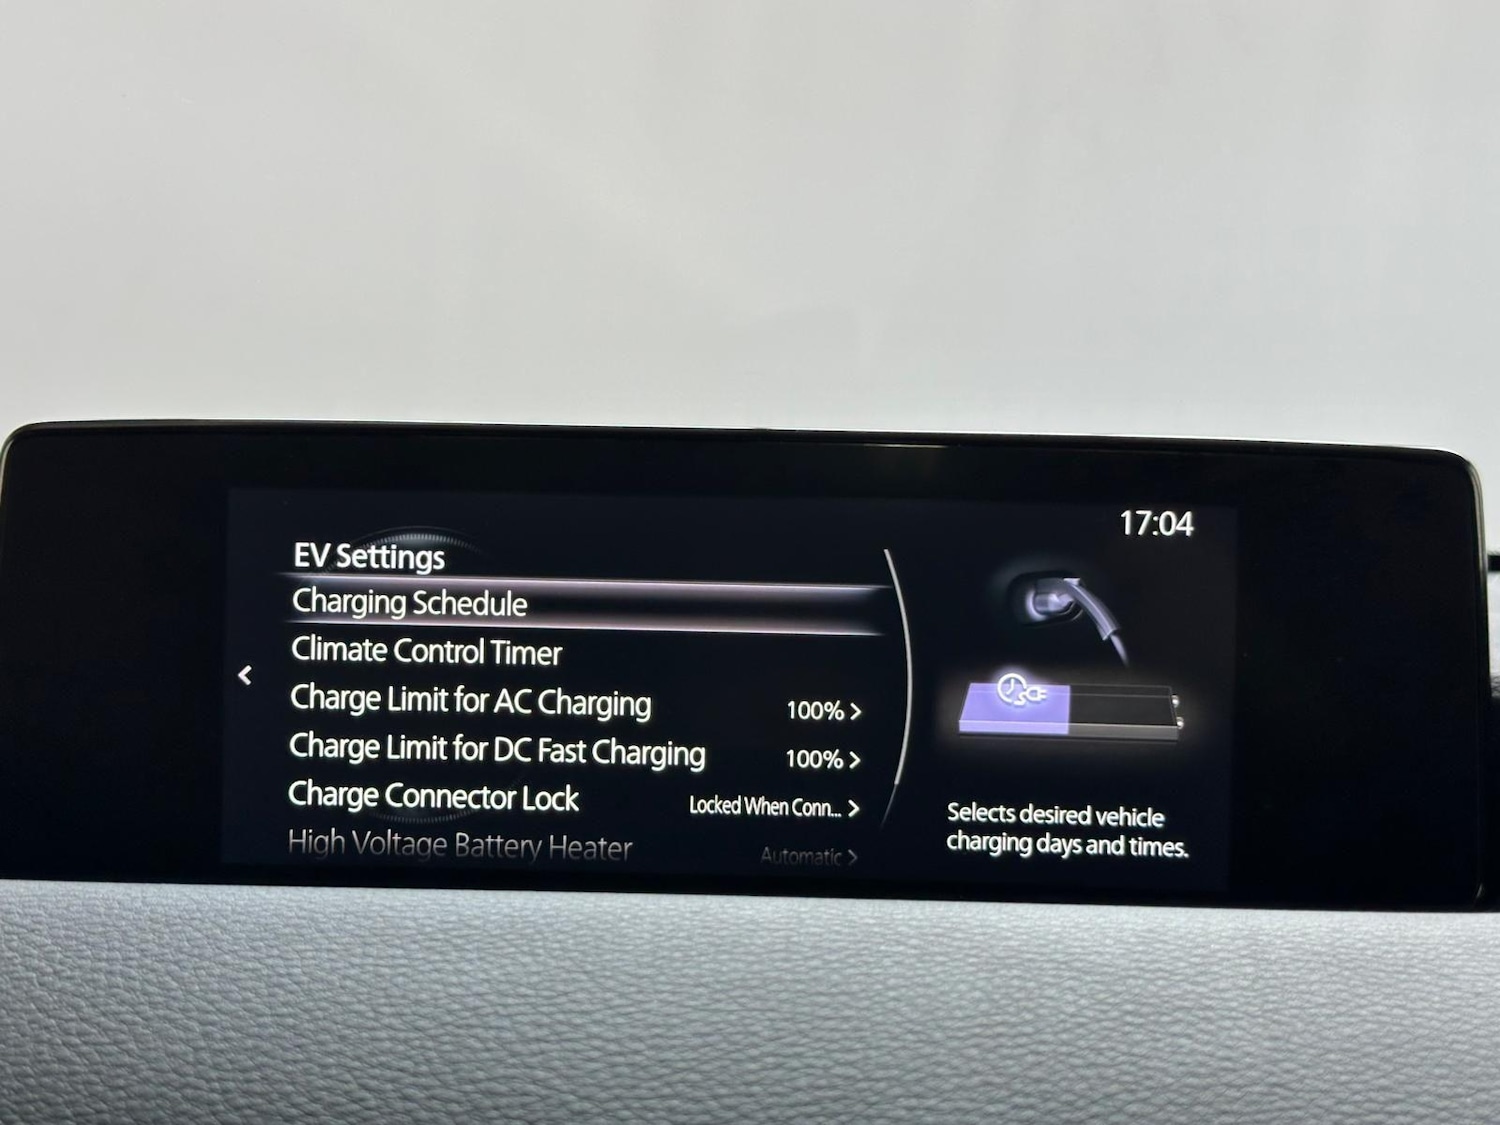 17:04
EV Settings
Charging Schedule
Climate Control Timer
Charge Limit for AC Charging 100% >
Charge Limit for DC Fast Charging 100% >
Charge Connector Lock Locked When Conn... >
High Voltage Battery Heater Automatic >
Selects desired vehicle
charging days and times.